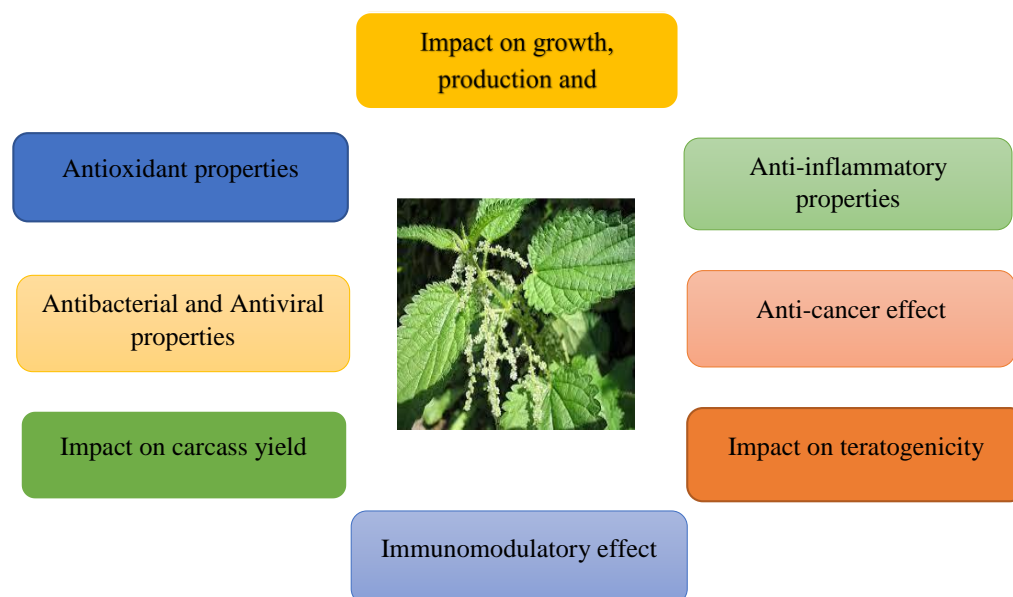 Impact on growth,
production and
Antioxidant properties
Anti-inflammatory
properties
Antibacterial and Antiviral
properties
Anti-cancer effect
Impact on carcass yield
Impact on teratogenicity
Immunomodulatory effect